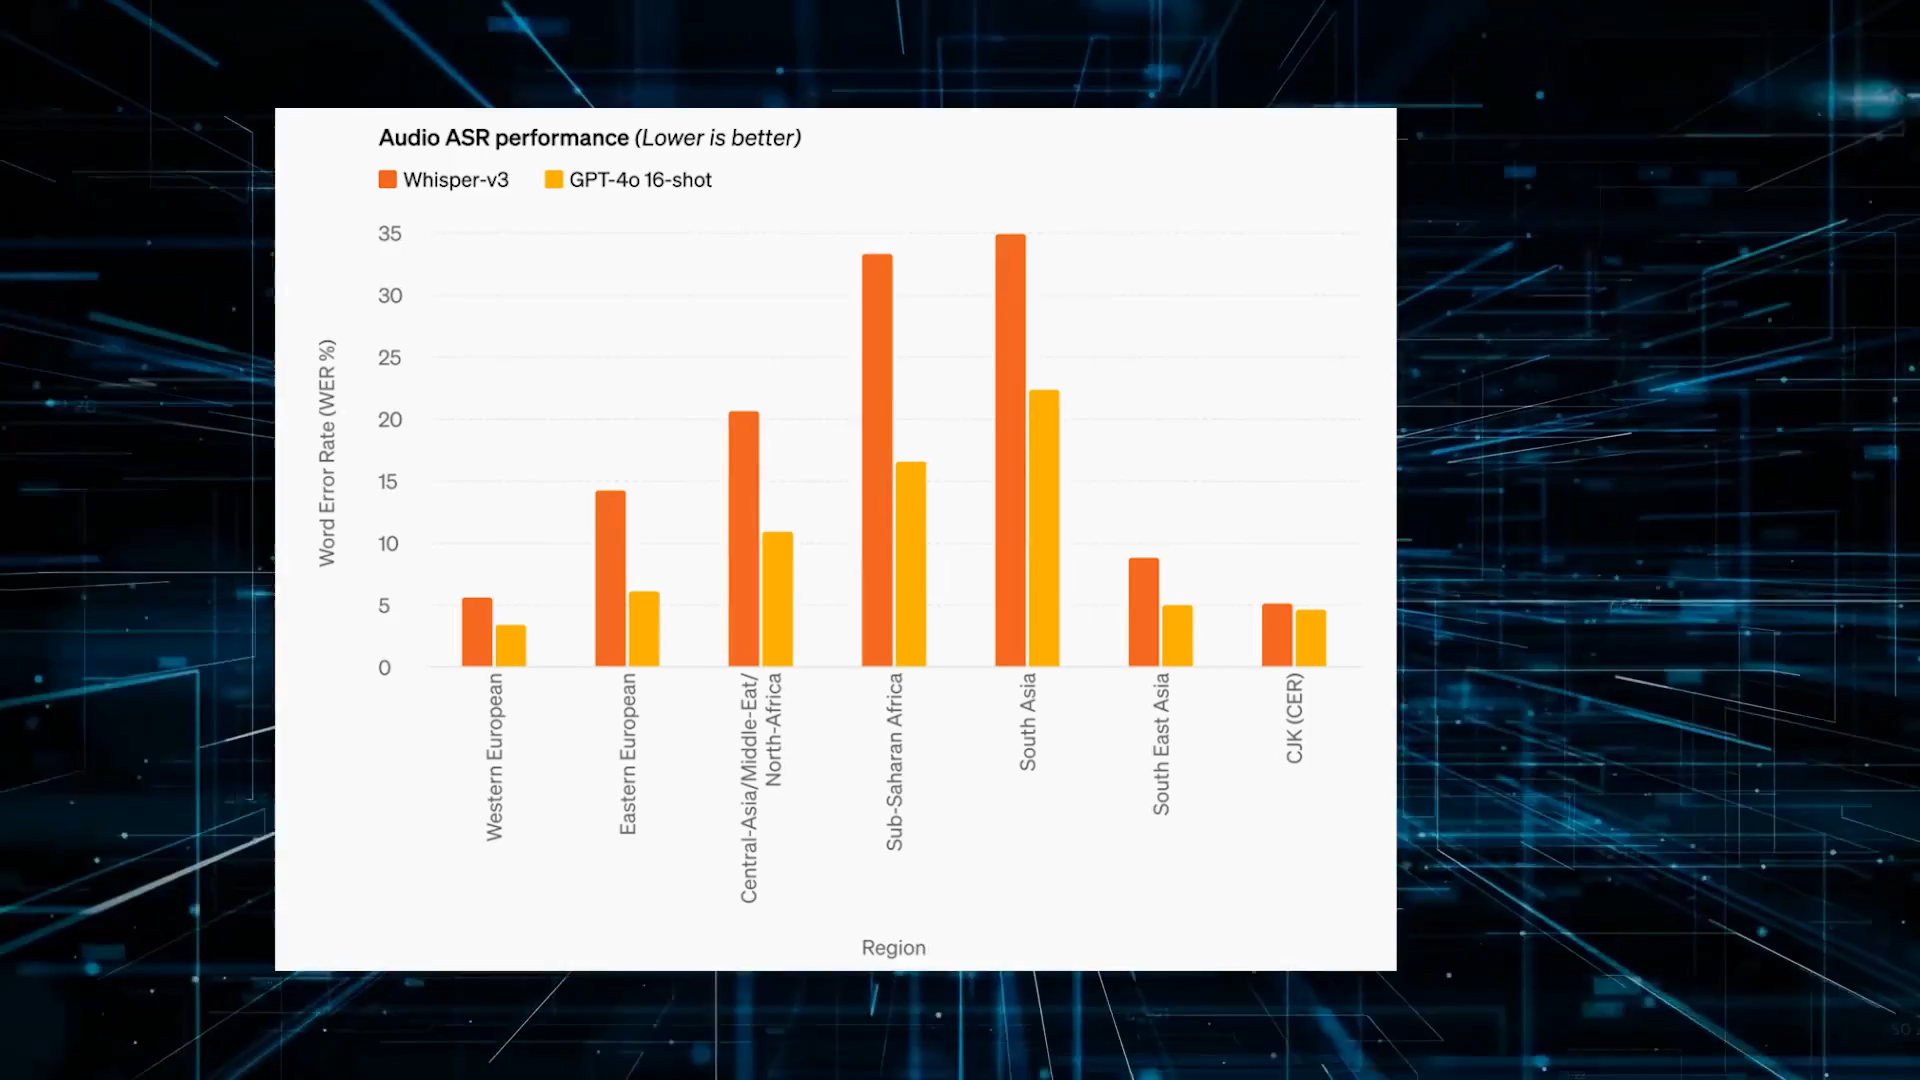 Audio ASR performance (Lower is better)
Whisper-v3
GPT-4o 16-shot
Word Error Rate (WER %)
35
30
25
20
15
10
5
0
Western European
Eastern European
Central-Asia/Middle-Eat/
North-Africa
Sub-Saharan Africa
South Asia
South East Asia
CJK (CER)
Region